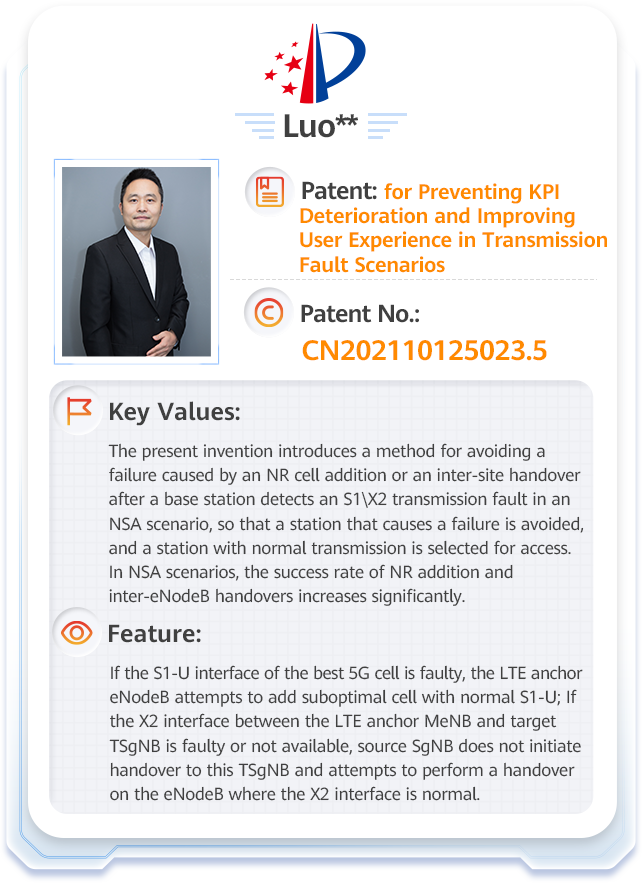 Luo**
Patent: for Preventing KPI
Deterioration and Improving
User Experience in Transmission
Fault Scenarios
Patent No.:
CN202110125023.5
Key Values:
The present invention introduces a method for avoiding a
failure caused by an NR cell addition or an inter-site handover
after a base station detects an S1\X2 transmission fault in an
NSA scenario, so that a station that causes a failure is avoided,
and a station with normal transmission is selected for access.
In NSA scenarios, the success rate of NR addition and
inter-eNodeB handovers increases significantly.
Feature:
If the S1-U interface of the best 5G cell is faulty, the LTE anchor
eNodeB attempts to add suboptimal cell with normal S1-U; If
the X2 interface between the LTE anchor MeNB and target
TSgNB is faulty or not available, source SgNB does not initiate
handover to this TSgNB and attempts to perform a handover
on the eNodeB where the X2 interface is normal.